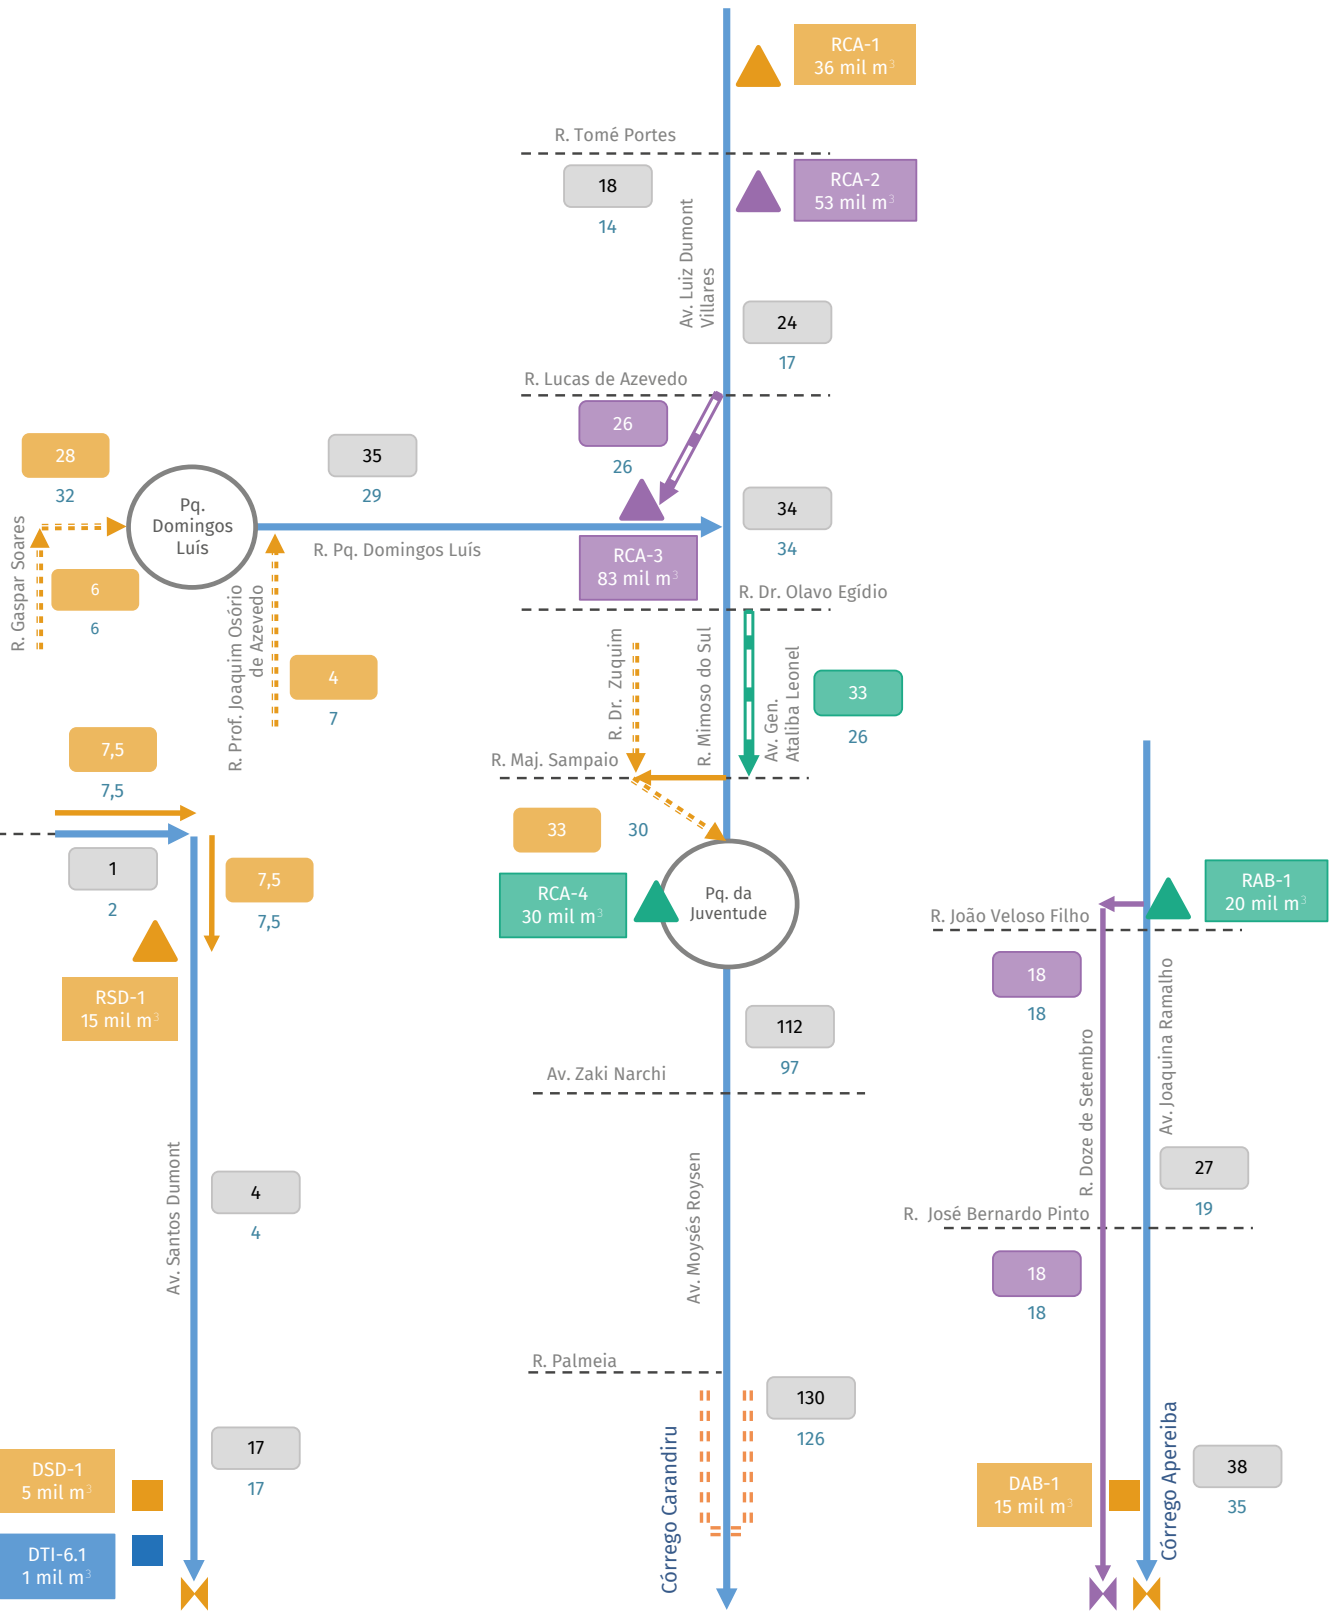 RCA-1
36 mil m³
R. Tomé Portes
18
14
RCA-2
53 mil m³
Av. Luiz Dumont
Villares
24
17
R. Lucas de Azevedo
26
26
28
32
35
29
Pq.
Domingos
Luís
R. Gaspar Soares
6
6
R. Pq. Domingos Luís
RCA-3
83 mil m³
34
34
R. Dr. Olavo Egídio
R. Prof. Joaquim Osório
de Azevedo
4
7
R. Dr. Zuquim
R. Mimoso do Sul
Av. Gen.
Ataliba Leonel
33
26
R. Maj. Sampaio
7,5
7,5
1
2
7,5
7,5
33
30
RCA-4
30 mil m³
Pq. da
Juventude
RAB-1
20 mil m³
R. João Veloso Filho
18
18
RSD-1
15 mil m³
112
97
Av. Zaki Narchi
R. Doze de Setembro
Av. Joaquina Ramalho
Av. Santos Dumont
4
4
Av. Moysés Roysen
27
19
R. José Bernardo Pinto
18
18
R. Palmeia
130
126
Córrego Carandiru
17
17
DSD-1
5 mil m³
DTI-6.1
1 mil m³
DAB-1
15 mil m³
Córrego Apereiba
38
35